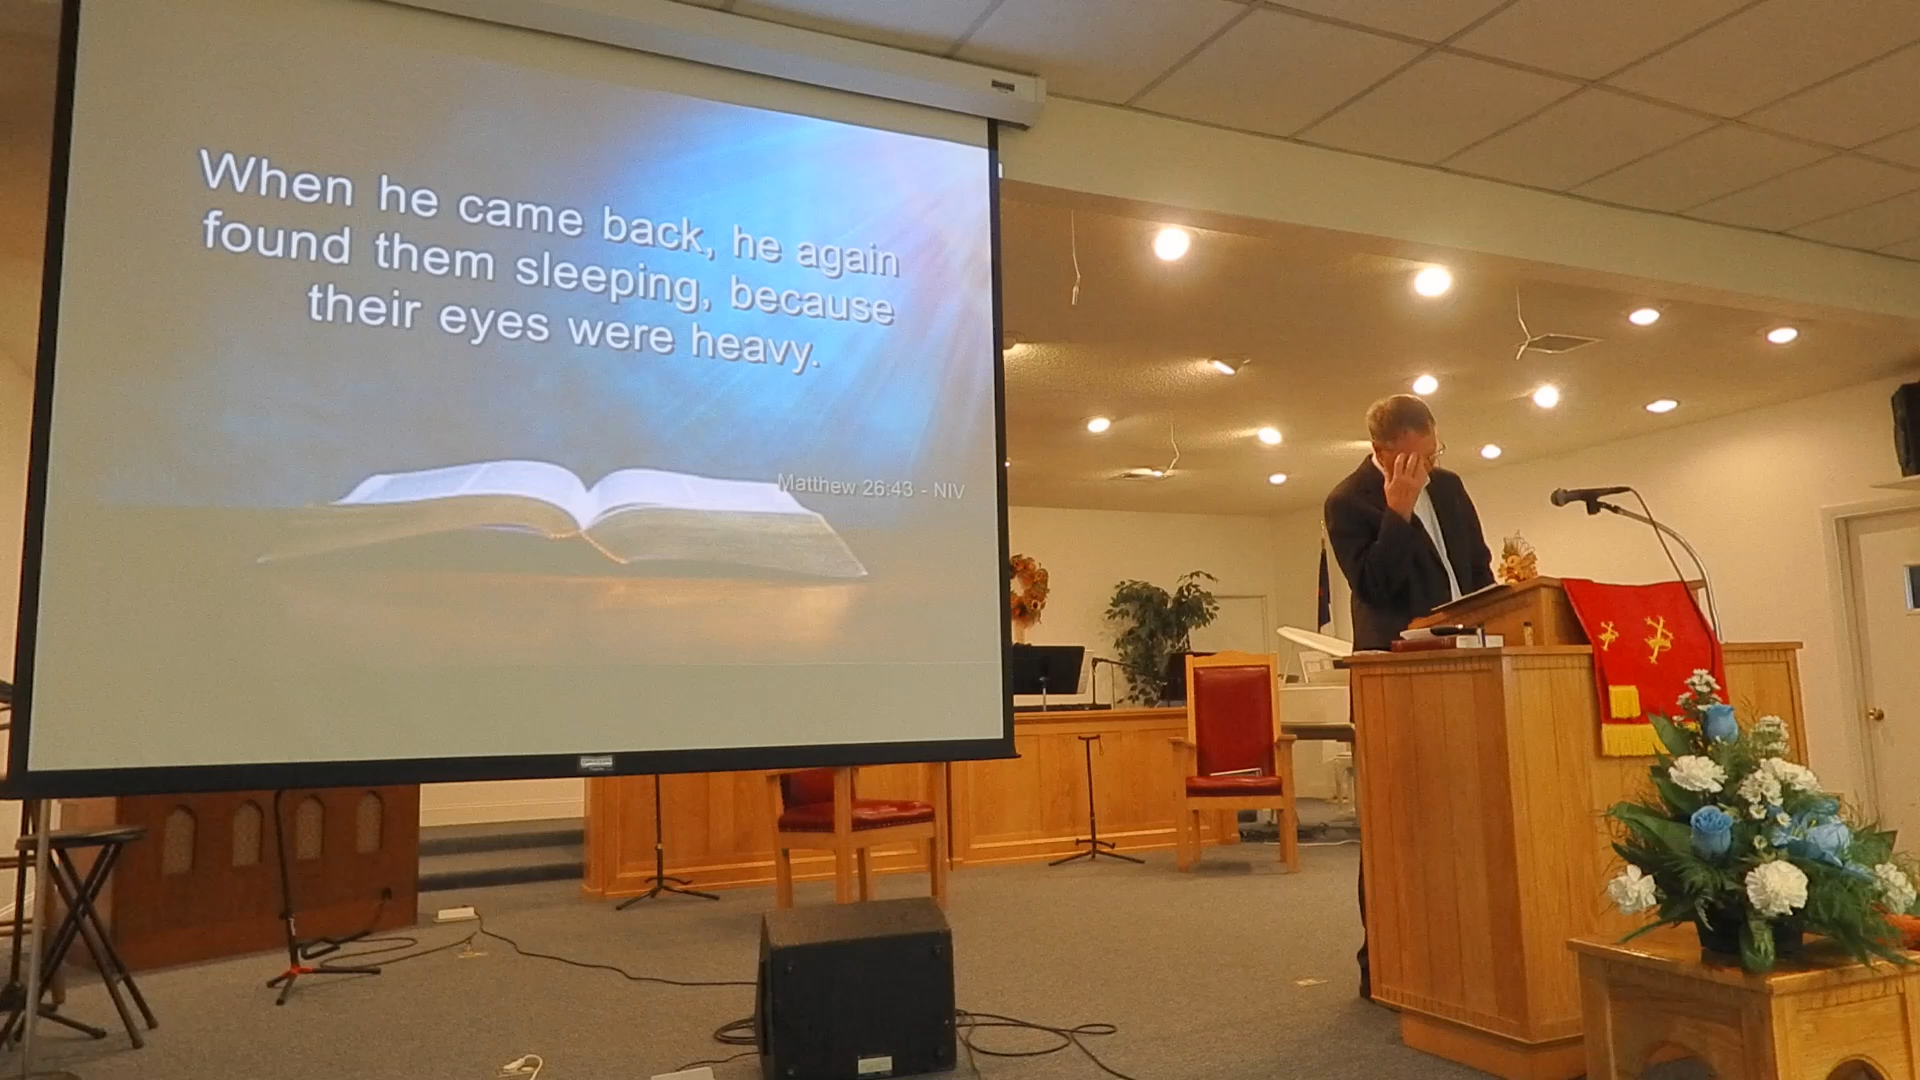 When he came back, he again
found them sleeping, because
their eyes were heavy.
Matthew 26:43 - NIV